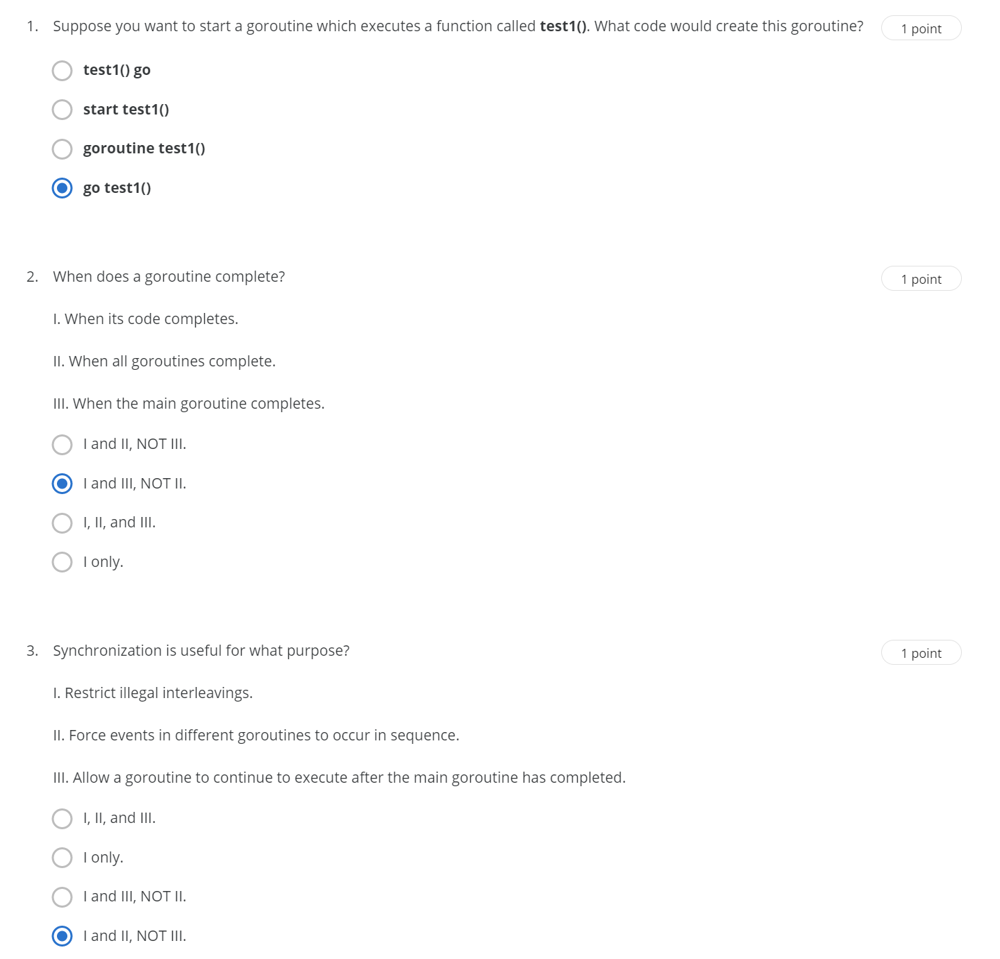 1. Suppose you want to start a goroutine which executes a function called test1(). What code would create this goroutine? 1 point
test1() go
start test1()
goroutine test1()
go test1()
2. When does a goroutine complete? 1 point
I. When its code completes.
II. When all goroutines complete.
III. When the main goroutine completes.
I and II, NOT III.
I and III, NOT II.
I, II, and III.
I only.
3. Synchronization is useful for what purpose? 1 point
I. Restrict illegal interleavings.
II. Force events in different goroutines to occur in sequence.
III. Allow a goroutine to continue to execute after the main goroutine has completed.
I, II, and III.
I only.
I and III, NOT II.
I and II, NOT III.